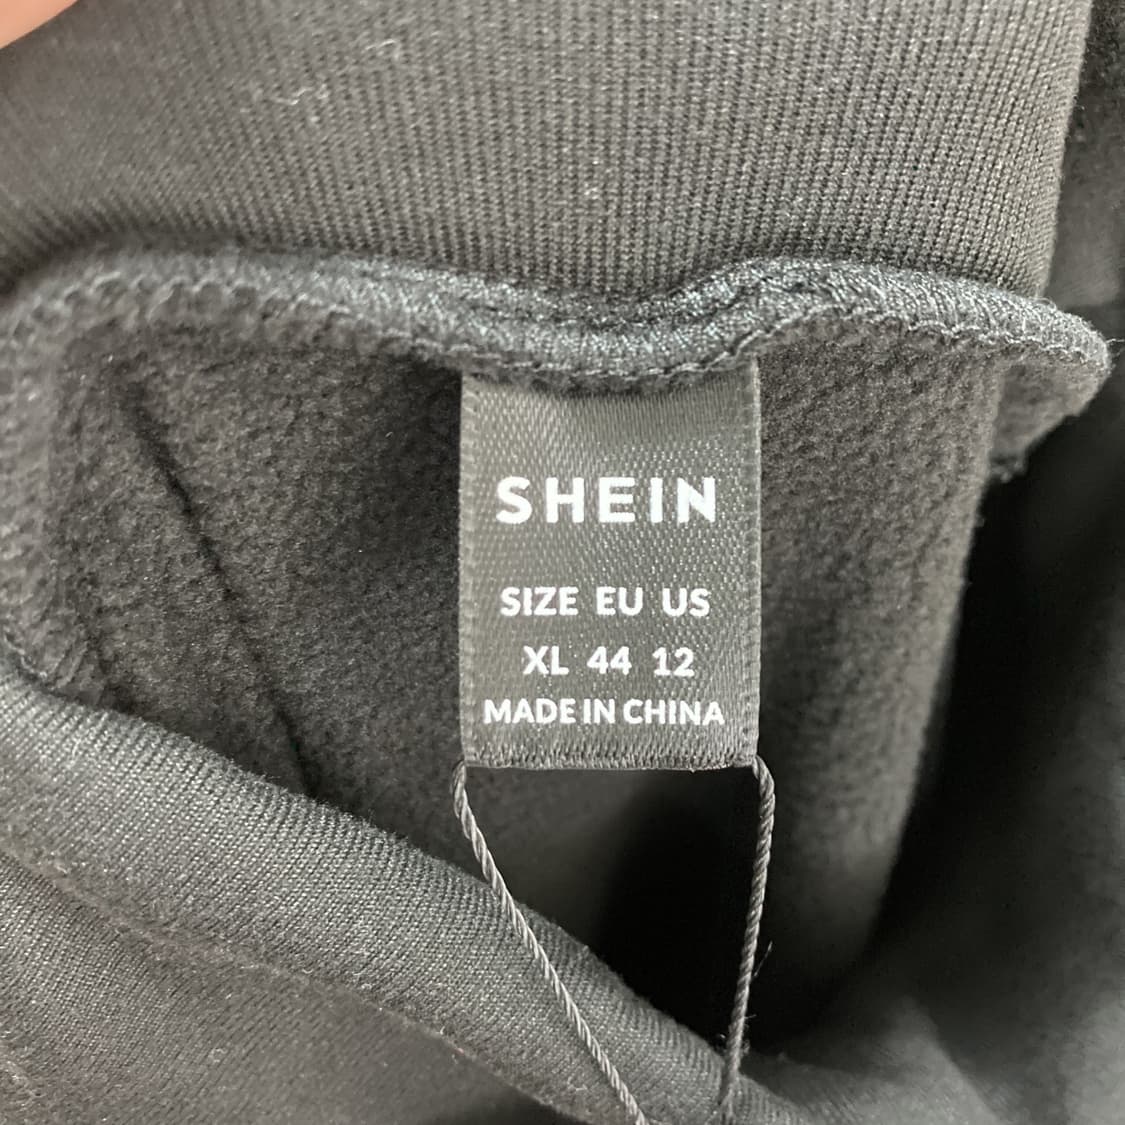 SHEIN
SIZE EU US
XL 44 12
MADE IN CHINA